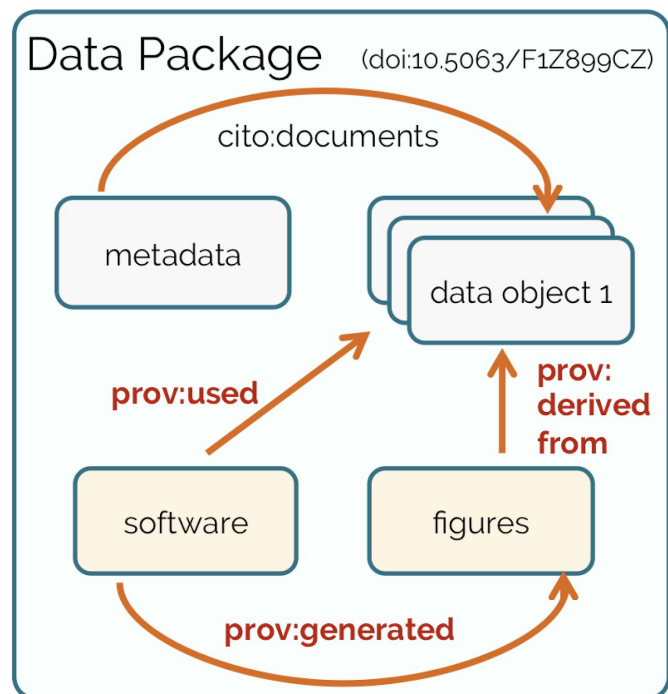 Data Package (doi:10.5063/F1Z899CZ)
cito:documents
metadata
data object 1
prov:used
prov:
derived
from
software
figures
prov:generated